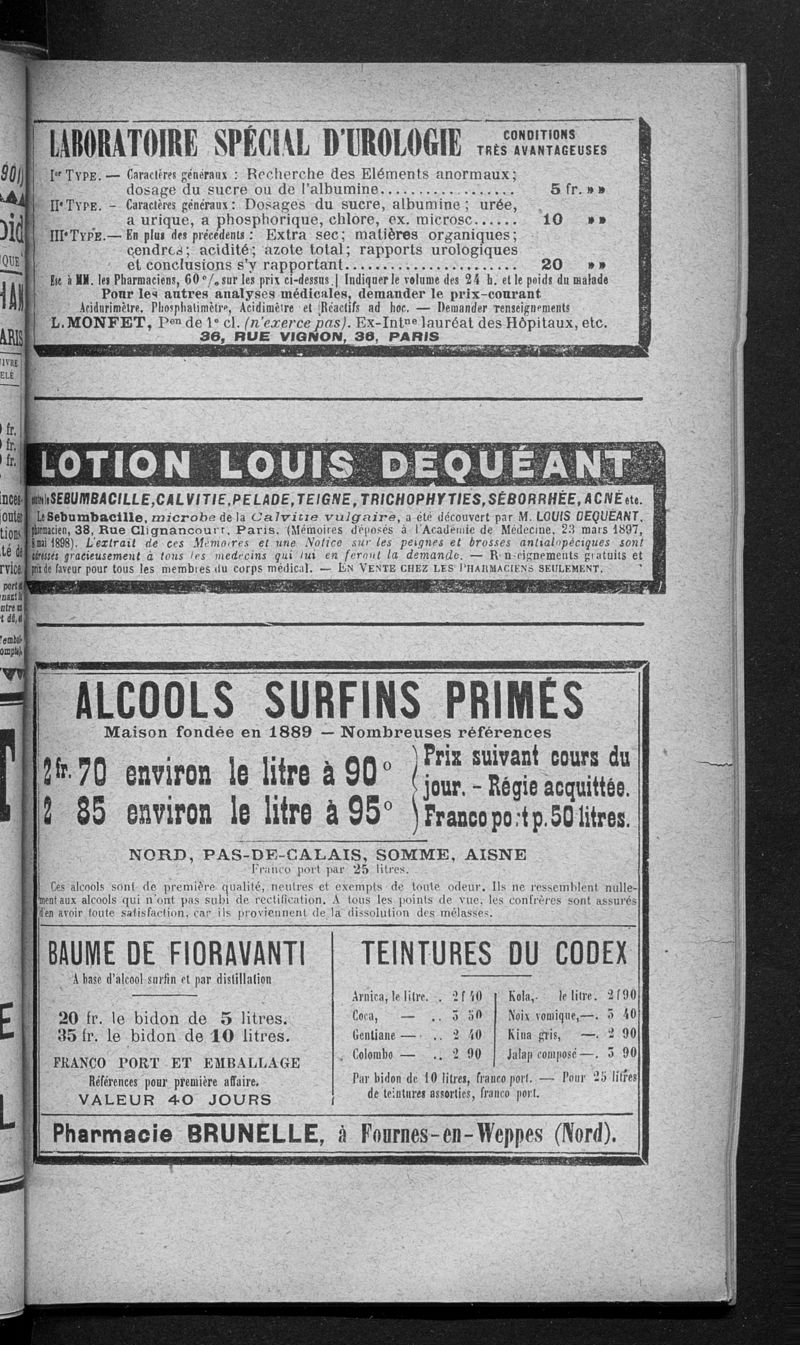 LABORATOIRE SPÉCIAL D'UROLOGIE CONDITIONS TRÈS AVANTAGEUSES
Ier TYPE. — Caractères généraux : Recherche des Eléments anormaux;
dosage du sucre ou de l'albumine.................. 5 fr. »»
IIe TYPE. - Caractères généraux: Dosages du sucre, albumine; urée,
a urique, a phosphorique, chlore, ex. microsc...... 10 »»
IIIe TYPE.— En plus des précédents : Extra sec; matières organiques;
cendres; acidité; azote total; rapports urologiques
et conclusions s'y rapportant....................... 20 »»
à MM. les Pharmaciens, 60 % sur les prix ci-dessus. | Indiquer le volume des 24 h. et le poids du malade
Pour les autres analyses médicales, demander le prix-courant
Acidurimètre, Phosphatimètre, Acidimètre et Réactifs ad hoc. — Demander renseignements
L. MONFET, Pen de 1e cl. (n'exerce pas). Ex-Intne lauréat des Hôpitaux, etc.
36, RUE VIGNON, 36, PARIS
LOTION LOUIS DEQUÉANT
contre le SEBUMBACILLE, CALVITIE, PELADE, TEIGNE, TRICHOPHYTIES, SÉBORRHÉE, ACNÉ etc.
Le Sebumbacille, microbe de la Calvitie vulgaire, a été découvert par M. LOUIS DEQUÉANT,
pharmacien, 38, Rue Clignancourt, Paris. (Mémoires déposés à l'Académie de Médecine, 23 mars 1897,
mai 1898). L'extrait de ces Mémoires et une Notice sur les peignes et brosses antialopéciques sont
adressés gracieusement à tous les medecins qui lui en feront la demande. — Renseignements gratuits et
prix de faveur pour tous les membres du corps médical. — EN VENTE CHEZ LES PHARMACIENS SEULEMENT.
ALCOOLS SURFINS PRIMÉS
Maison fondée en 1889 — Nombreuses références
2 fr. 70 environ le litre à 90°
2 85 environ le litre à 95°
Prix suivant cours du
jour. - Régie acquittée.
Franco port p. 50 litres.
NORD, PAS-DE-CALAIS, SOMME, AISNE
Franco port par 25 litres.
Ces alcools sont de première qualité, neutres et exempts de toute odeur. Ils ne ressemblent nulle-
ment aux alcools qui n'ont pas subi de rectification. A tous les points de vue, les confrères sont assurés
d'en avoir toute satisfaction, car ils proviennent de la dissolution des mélasses.
BAUME DE FIORAVANTI
A base d'alcool surfin et par distillation
20 fr. le bidon de 5 litres.
35 fr. le bidon de 10 litres.
FRANCO PORT ET EMBALLAGE
Références pour première affaire.
VALEUR 40 JOURS
TEINTURES DU CODEX
Arnica, le litre. . 2 f 40
Coca, — .. 3 50
Gentiane — .. 2 40
Colombo — .. 2 90
Kola, le litre. 2 f 90
Noix vomique, —. 3 40
Kina gris, —. 2 90
Jalap composé —. 3 90
Par bidon de 10 litres, franco port. — Pour 25 litres
de teintures assorties, franco port.
Pharmacie BRUNELLE, à Fournes-en-Weppes (Nord).